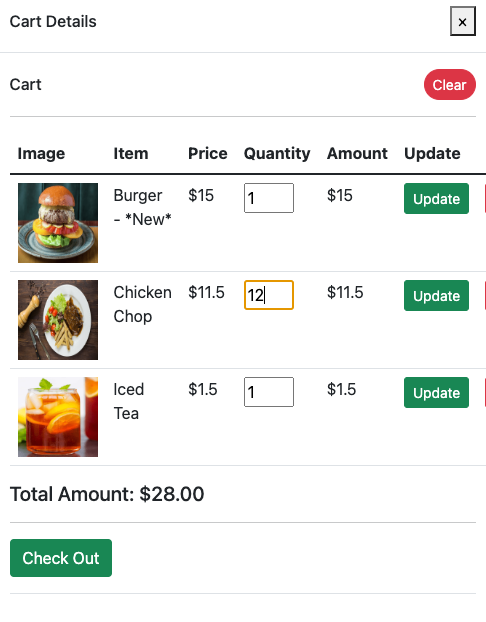 Cart Details
×
Cart
Clear
Image Item Price Quantity Amount Update
Burger $15 1 $15 Update
- *New*
Chicken $11.5 12 $11.5 Update
Chop
Iced $1.5 1 $1.5 Update
Tea
Total Amount: $28.00
Check Out